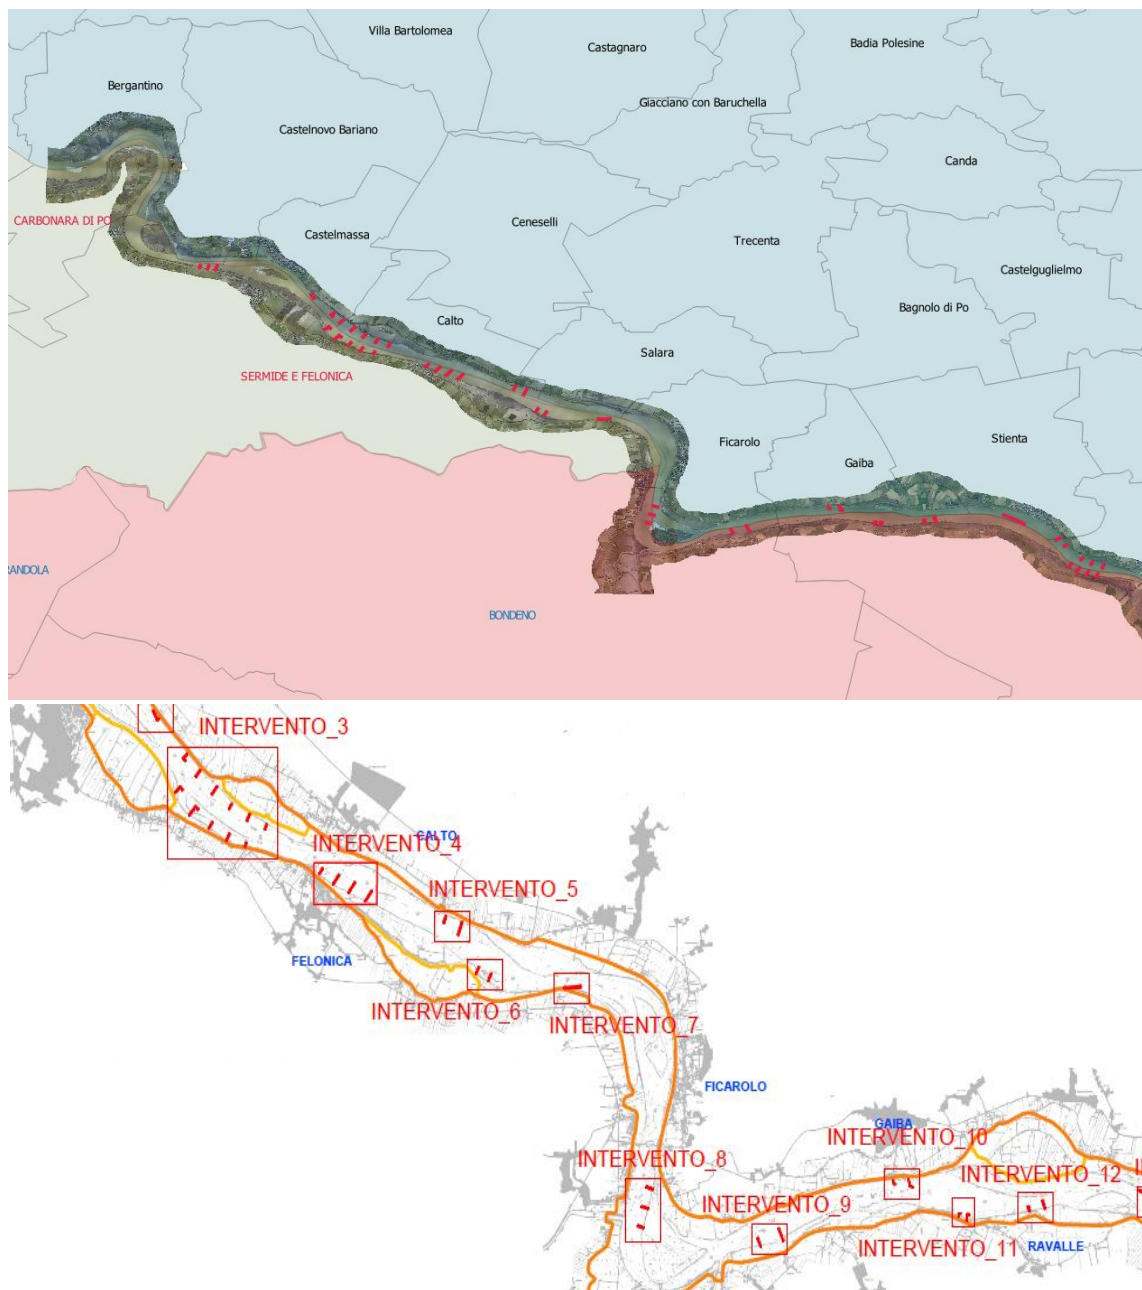 Villa Bartolomea
Castagnaro
Badia Polesine
Bergantino
Giacciano con Baruchella
Castelnovo Bariano
Canda
CARBONARA DI PO
Castelmassa
Ceneselli
Trecenta
Castelguglielmo
Bagnolo di Po
Calto
Salara
SERMIDE E FELONICA
Ficarolo
Stienta
Gaiba
RANDOLA
BONDENO
INTERVENTO_3
CALTO
INTERVENTO_4
INTERVENTO_5
FELONICA
INTERVENTO_6
INTERVENTO_7
FICAROLO
GAIBA
INTERVENTO_10
INTERVENTO_8
INTERVENTO_12
INTERVENTO_9
INTERVENTO_11
RAVALLE